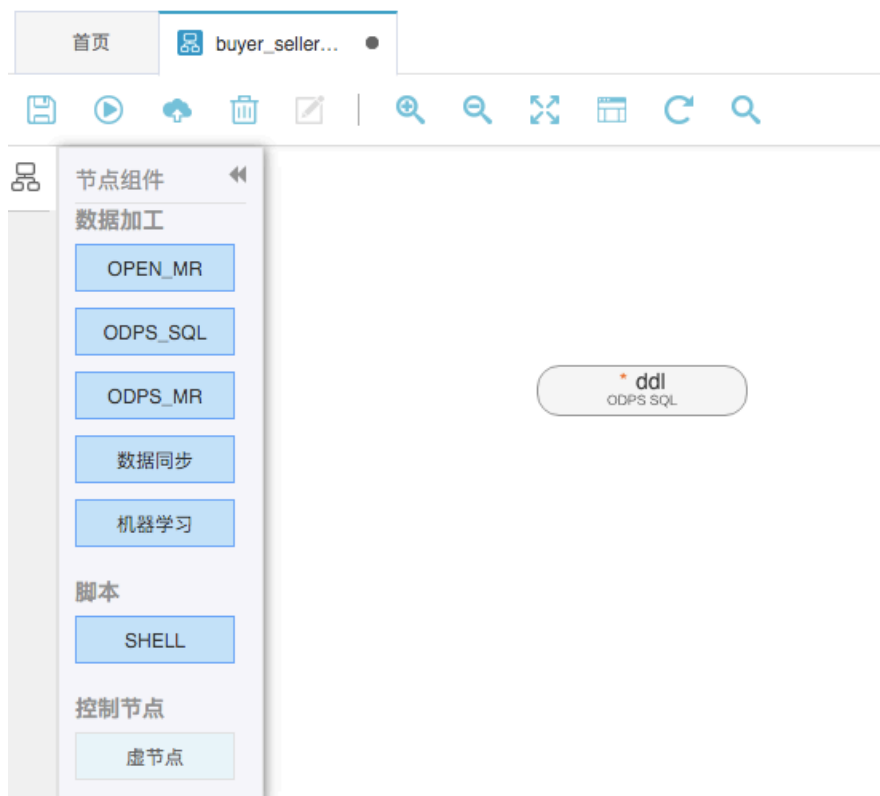 首页
buyer_seller...
节点组件
数据加工
OPEN_MR
ODPS_SQL
ODPS_MR
数据同步
机器学习
脚本
SHELL
控制节点
虚节点
* ddl
ODPS SQL